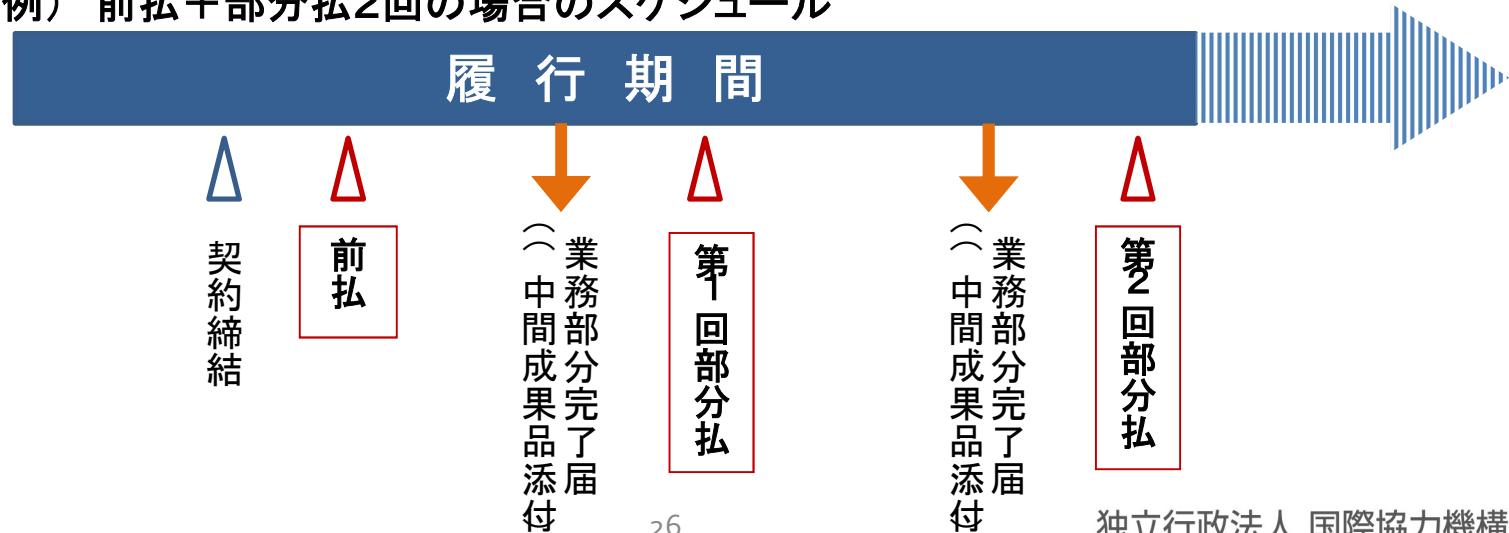 例） 前払＋部分払2回の場合のスケジュール
履 行 期 間
契約締結
前払
業務部分完了届
（中間成果品添付）
第1回部分払
業務部分完了届
（中間成果品添付）
第2回部分払
26
独立行政法人 国際協力機構